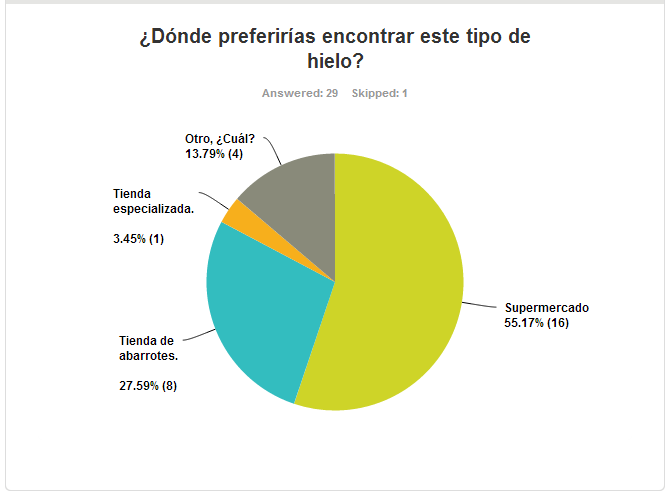 ¿Dónde preferirías encontrar este tipo de
hielo?
Answered: 29 Skipped: 1
Otro, ¿Cuál?
13.79% (4)
Tienda
especializada.
3.45% (1)
Supermercado
55.17% (16)
Tienda de
abarrotes.
27.59% (8)